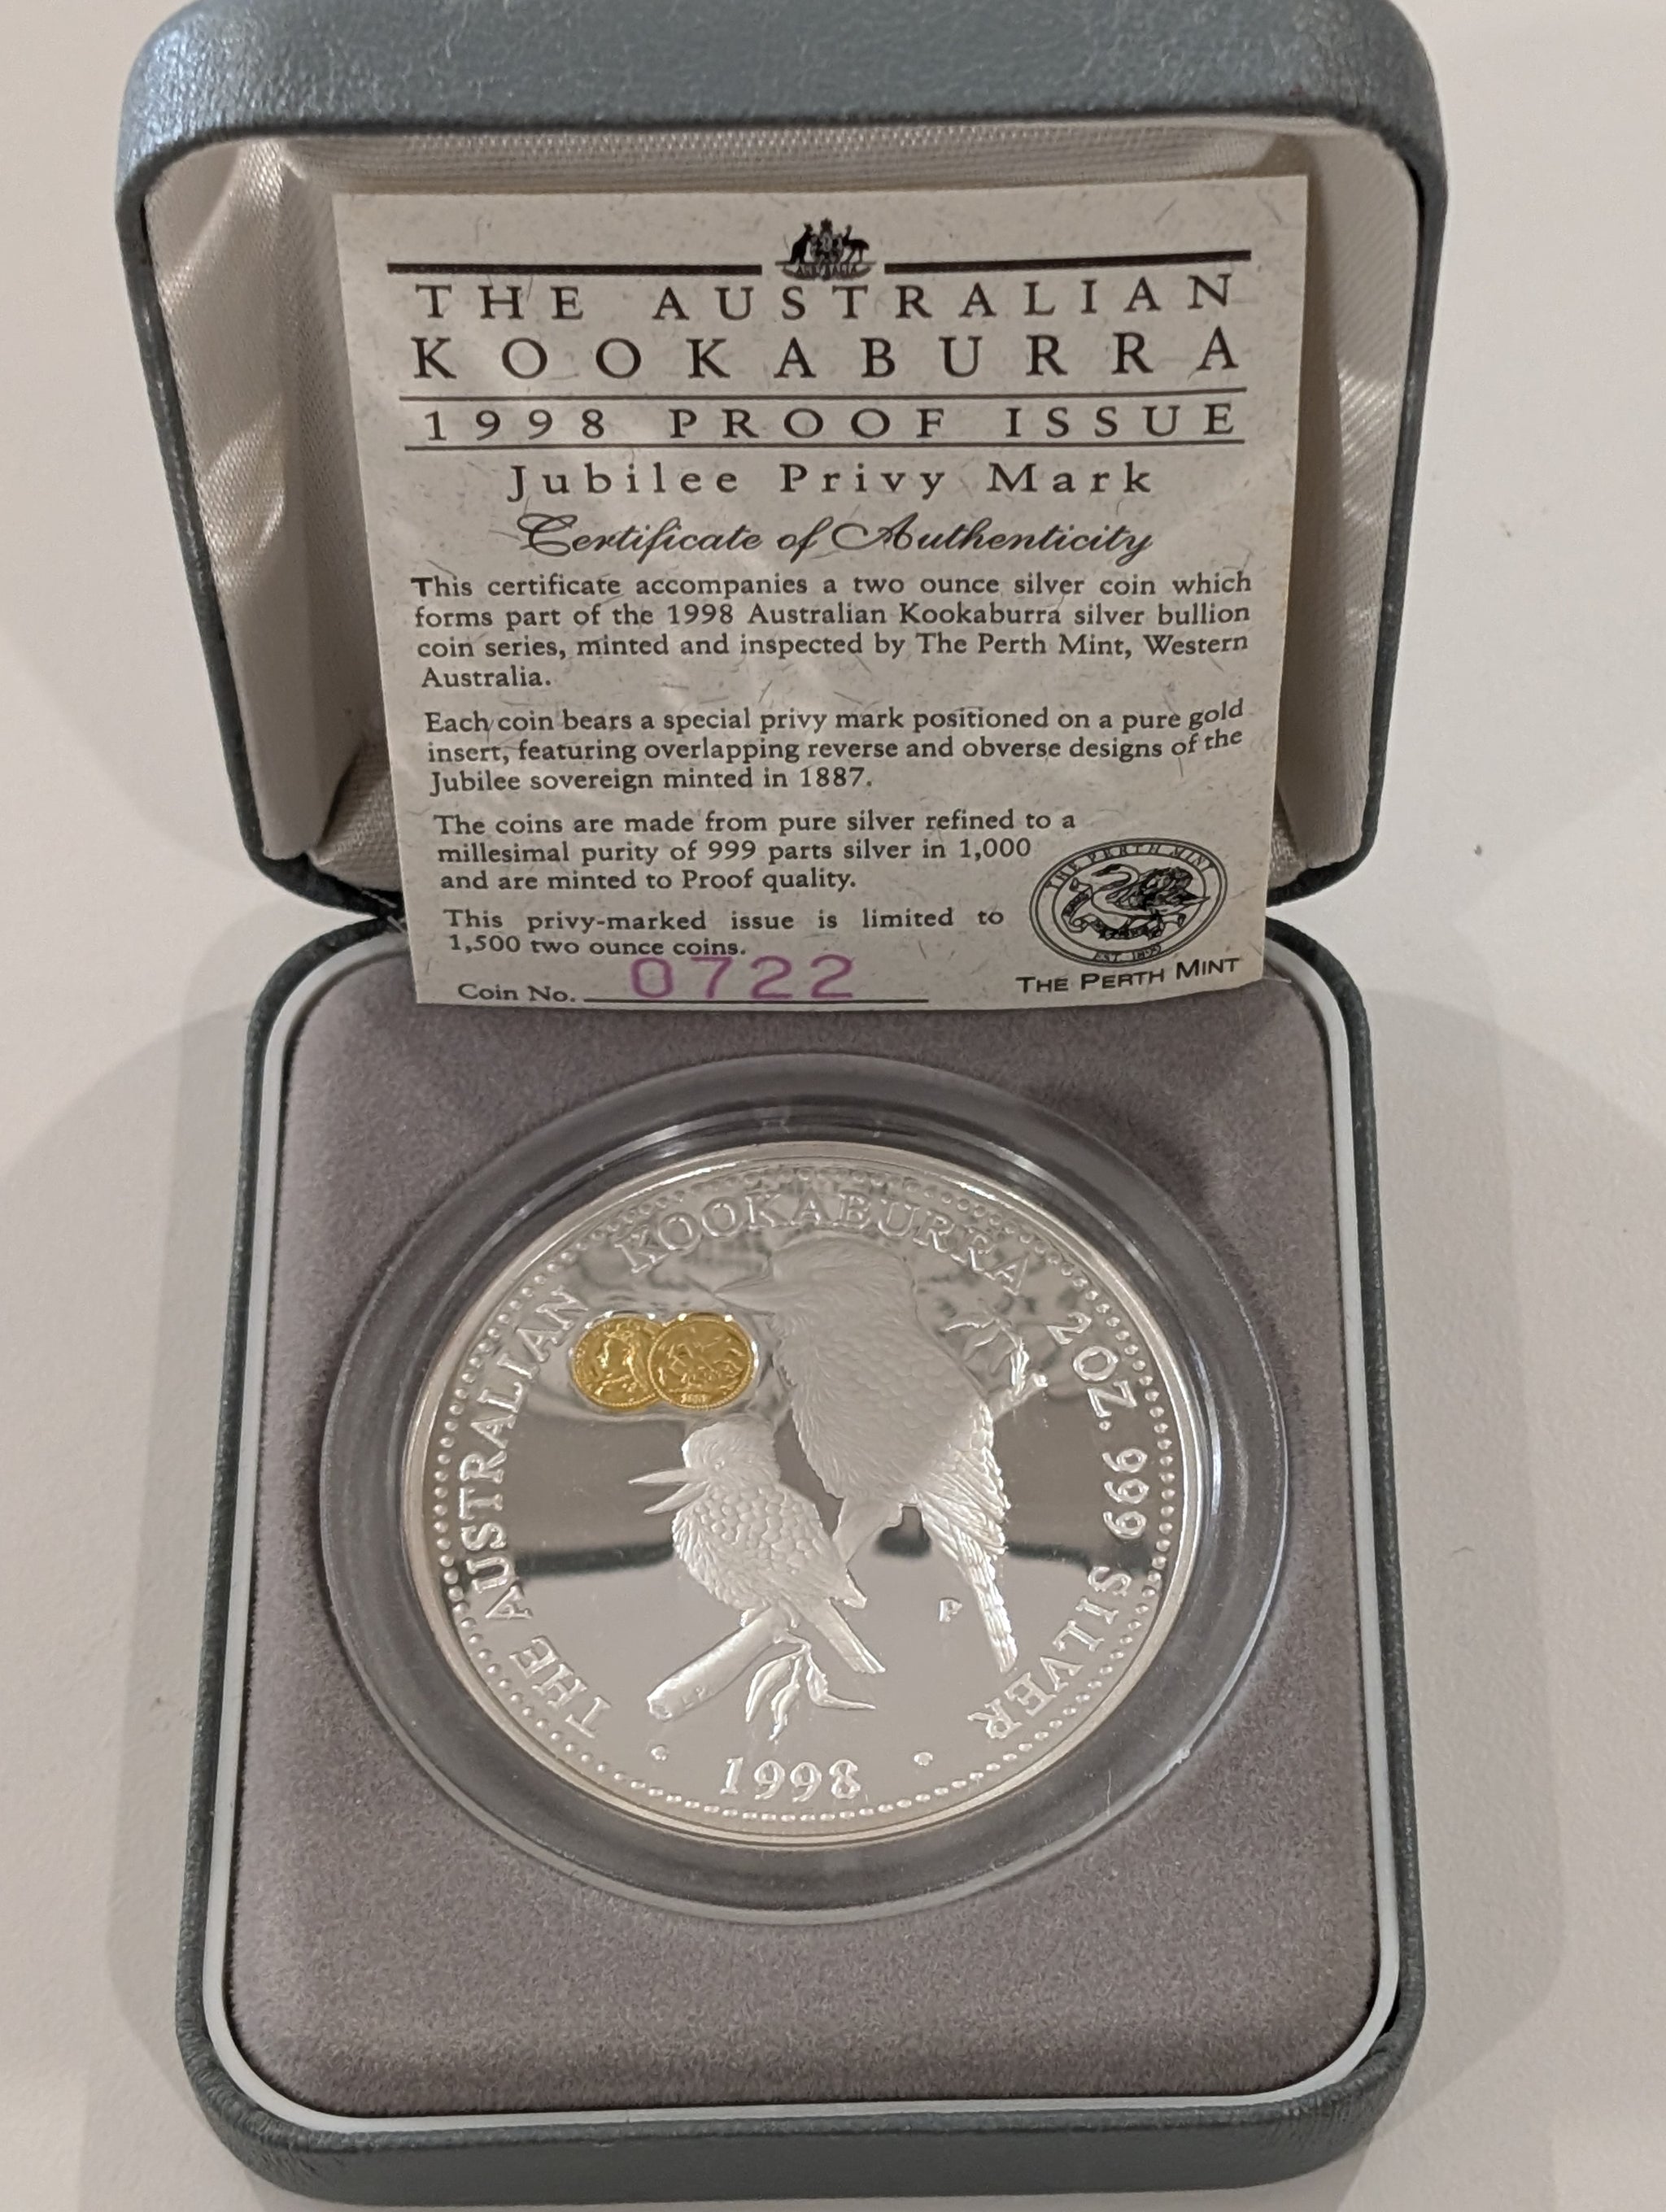 THE AUSTRALIAN
KOOKABURRA
1998 PROOF ISSUE
Jubilee Privy Mark
Certificate of Authenticity
This certificate accompanies a two ounce silver coin which
forms part of the 1998 Australian Kookaburra silver bullion
coin series, minted and inspected by The Perth Mint, Western
Australia.
Each coin bears a special privy mark positioned on a pure gold
insert, featuring overlapping reverse and obverse designs of the
Jubilee sovereign minted in 1887.
The coins are made from pure silver refined to a
millesimal purity of 999 parts silver in 1,000
and are minted to Proof quality.
This privy-marked issue is limited to
1,500 two ounce coins.
Coin No. 0722
THE PERTH MINT
EST 1899
THE PERTH MINT
THE AUSTRALIAN KOOKABURRA 2 OZ. 999 SILVER
P
1998